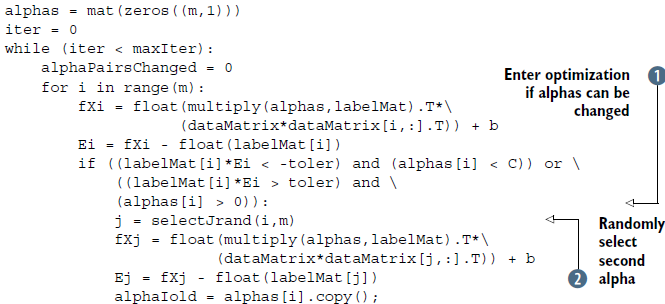 alphas = mat(zeros((m,1)))
iter = 0
while (iter < maxIter):
    alphaPairsChanged = 0
    for i in range(m):
        fXi = float(multiply(alphas,labelMat).T*\
                    (dataMatrix*dataMatrix[i,:].T)) + b
        Ei = fXi - float(labelMat[i])
        if ((labelMat[i]*Ei < -toler) and (alphas[i] < C)) or \
            ((labelMat[i]*Ei > toler) and \
            (alphas[i] > 0)):
            j = selectJrand(i,m)
            fXj = float(multiply(alphas,labelMat).T*\
                        (dataMatrix*dataMatrix[j,:].T)) + b
            Ej = fXj - float(labelMat[j])
            alphaIold = alphas[i].copy();
1
Enter optimization
if alphas can be
changed
2
Randomly
select
second
alpha